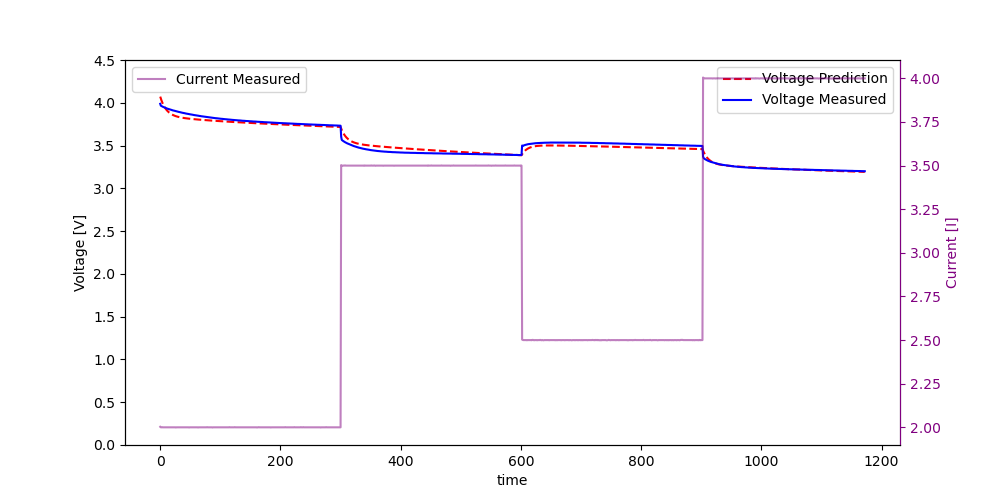 Current Measured
Voltage Prediction
Voltage Measured
4.5
4.0
3.5
3.0
2.5
2.0
1.5
1.0
0.5
0.0
Voltage [V]
4.00
3.75
3.50
3.25
3.00
2.75
2.50
2.25
2.00
Current [I]
0 200 400 600 800 1000 1200
time